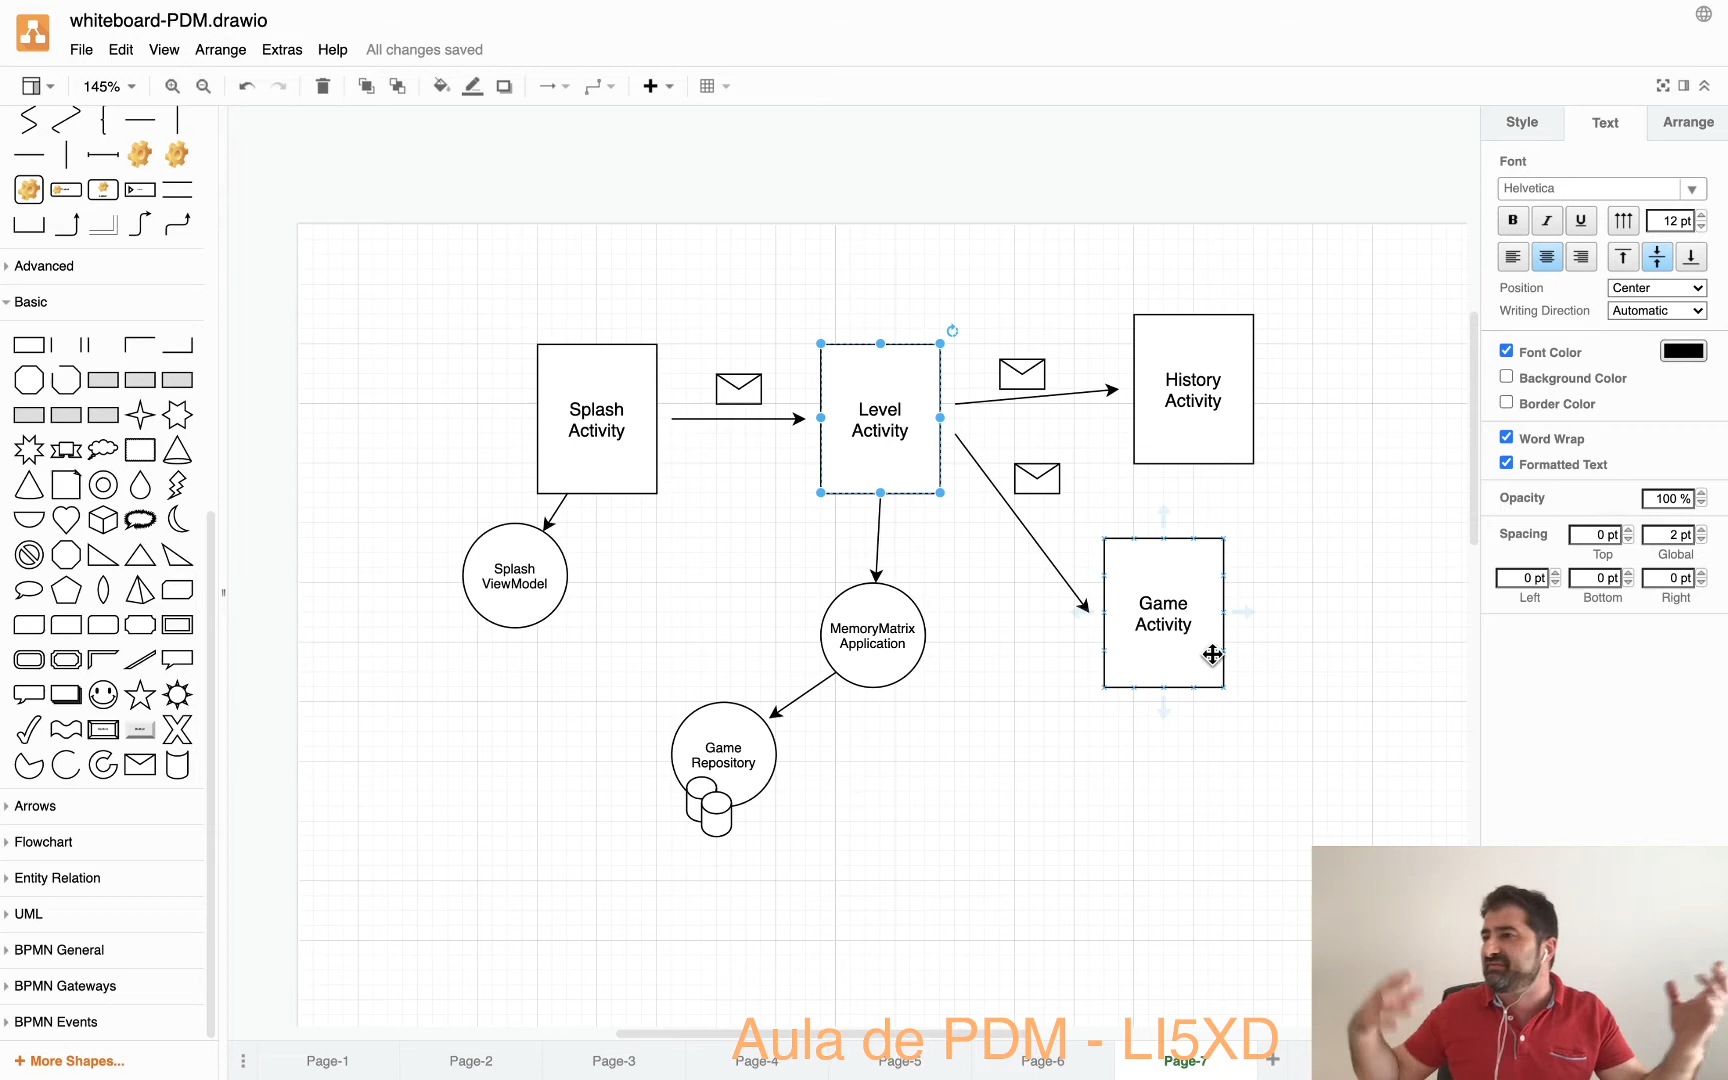 whiteboard-PDM.drawio
File Edit View Arrange Extras Help All changes saved
145%
Advanced
Basic
Arrows
Flowchart
Entity Relation
UML
BPMN General
BPMN Gateways
BPMN Events
+ More Shapes...
Splash
Activity
Level
Activity
History
Activity
Game
Activity
Splash
ViewModel
MemoryMatrix
Application
Game
Repository
Style Text Arrange
Font
Helvetica
B I U 12 pt
Position Center
Writing Direction Automatic
Font Color
Background Color
Border Color
Word Wrap
Formatted Text
Opacity 100 %
Spacing 0 pt 2 pt
Top Global
0 pt 0 pt 0 pt
Left Bottom Right
Page-1 Page-2 Page-3 Page-4 Page-5 Page-6 Page-7
Aula de PDM - LI5XD